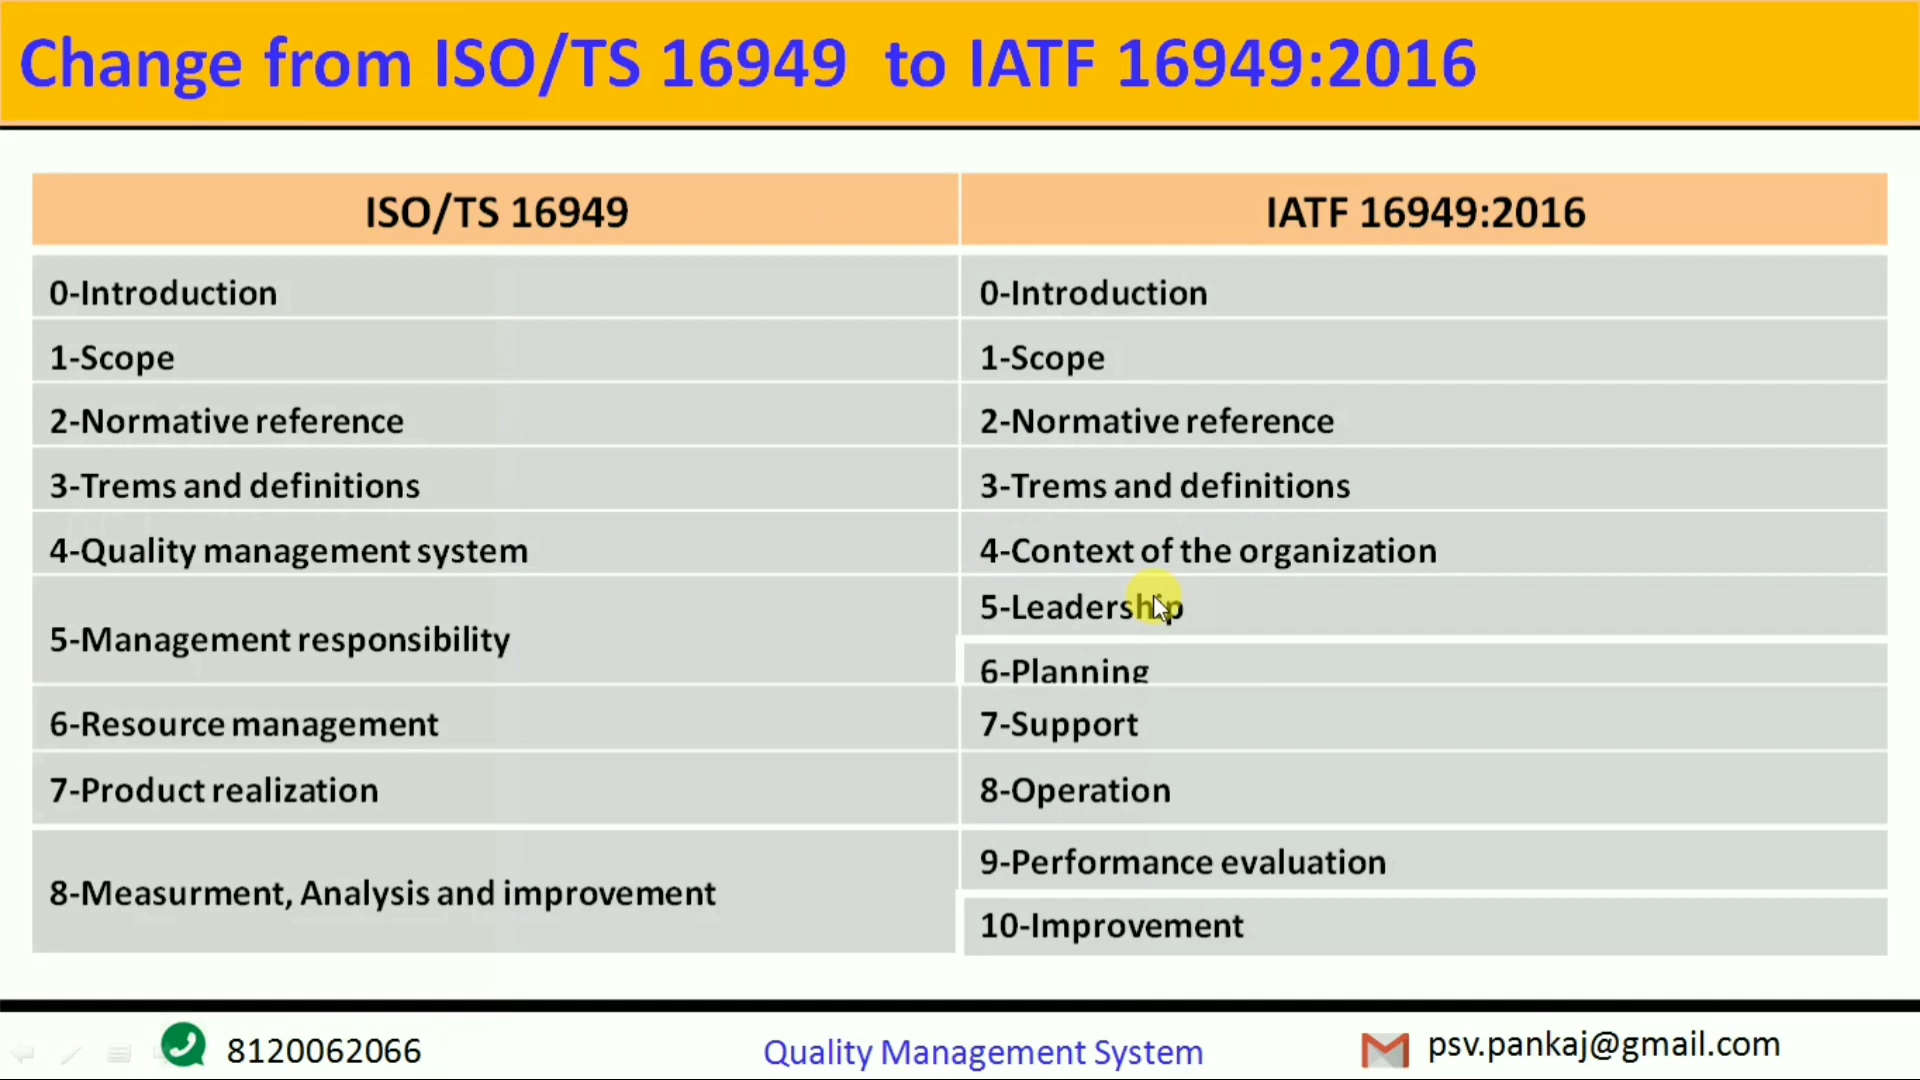 Change from ISO/TS 16949 to IATF 16949:2016
ISO/TS 16949
IATF 16949:2016
0-Introduction
0-Introduction
1-Scope
1-Scope
2-Normative reference
2-Normative reference
3-Trems and definitions
3-Trems and definitions
4-Quality management system
4-Context of the organization
5-Management responsibility
5-Leadership
6-Planning
6-Resource management
7-Support
7-Product realization
8-Operation
8-Measurment, Analysis and improvement
9-Performance evaluation
10-Improvement
8120062066
Quality Management System
psv.pankaj@gmail.com